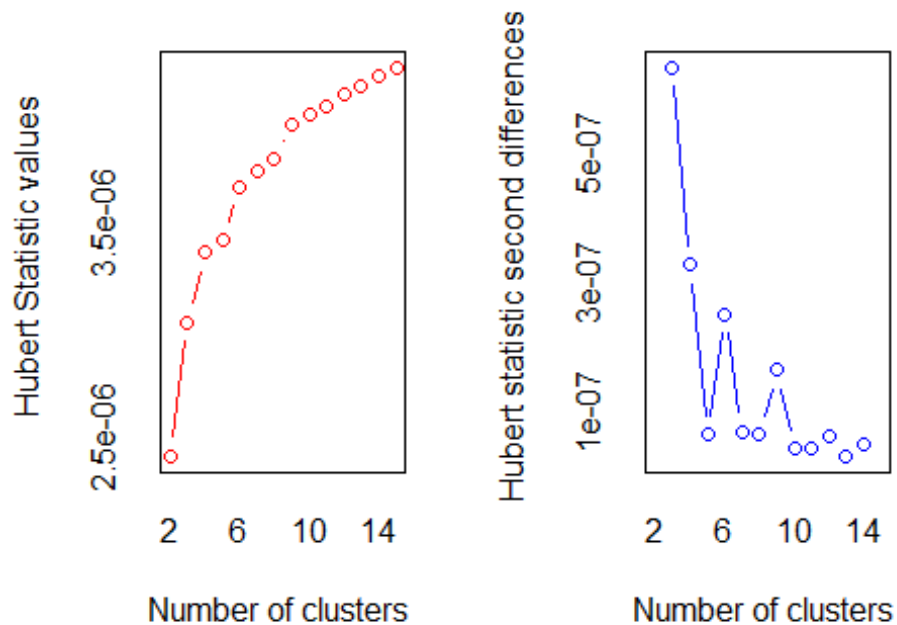 Hubert Statistic values
3.5e-06
2.5e-06
2 6 10 14
Number of clusters
Hubert statistic second differences
5e-07
3e-07
1e-07
2 6 10 14
Number of clusters